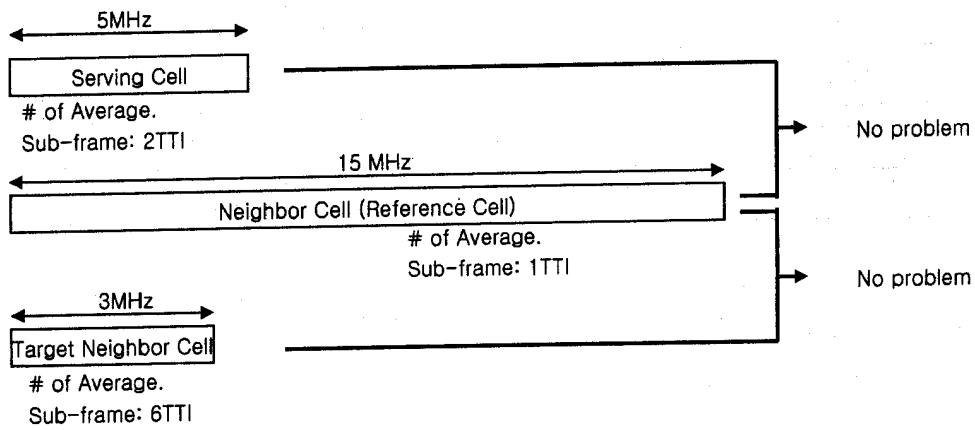 5MHz
Serving Cell
# of Average.
Sub-frame: 2TTI
No problem
15 MHz
Neighbor Cell (Reference Cell)
# of Average.
Sub-frame: 1TTI
No problem
3MHz
Target Neighbor Cell
# of Average.
Sub-frame: 6TTI